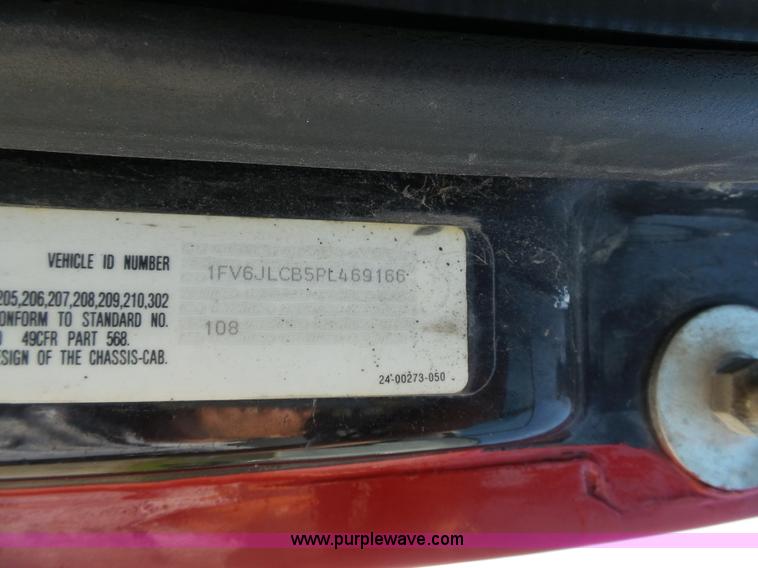 VEHICLE ID NUMBER 1FV6JLCB5PL469166
205,206,207,208,209,210,302
ONFORM TO STANDARD NO. 108
49CFR PART 568.
ESIGN OF THE CHASSIS-CAB.
24-00273-050
www.purplewave.com